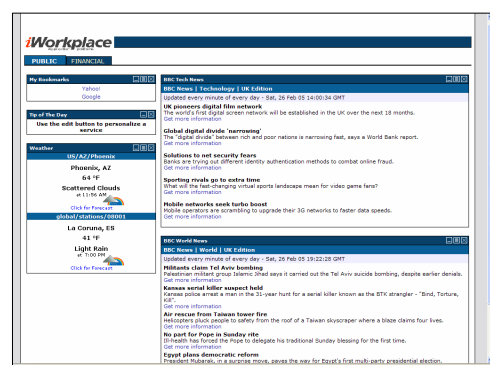 iWorkplace
PUBLIC
FINANCIAL
My Bookmarks
Yahoo!
Google
Tip of The Day
Use the edit button to personalize a
service
Weather
US/AZ/Phoenix
Phoenix, AZ
64 °F
Scattered Clouds
at 11:56 AM
Click for Forecast
global/stations/08001
La Coruna, ES
41 °F
Light Rain
at 7:00 PM
Click for Forecast
BBC Tech News
BBC News | Technology | UK Edition
Updated every minute of every day - Sat, 26 Feb 05 14:00:34 GMT
UK pioneers digital film network
The world's first digital screen network will be established in the UK over the next 18 months.
Get more information
Global digital divide 'narrowing'
The "digital divide" between rich and poor nations is narrowing fast, says a World Bank report.
Get more information
Solutions to net security fears
Banks are trying out different identity authentication methods to combat online fraud.
Get more information
Sporting rivals go to extra time
What will the fast-changing virtual sports landscape mean for video game fans?
Get more information
Mobile networks seek turbo boost
Mobile operators are scrambling to upgrade their 3G networks to faster data speeds.
Get more information
BBC World News
BBC News | World | UK Edition
Updated every minute of every day - Sat, 26 Feb 05 19:22:28 GMT
Militants claim Tel Aviv bombing
Palestinian militant group Islamic Jihad says it carried out the Tel Aviv suicide bombing, despite earlier denials.
Get more information
Kansas serial killer suspect held
Kansas police arrest a man in the 31-year hunt for a serial killer known as the BTK strangler - "Bind, Torture,
Kill".
Get more information
Air rescue from Taiwan tower fire
Helicopters pluck people to safety from the roof of a Taiwan skyscraper where a blaze claims four lives.
Get more information
No part for Pope in Sunday rite
Ill-health has forced the Pope to delegate his traditional Sunday blessing for the first time.
Get more information
Egypt plans democratic reform
President Mubarak, in a surprise move, paves the way for Egypt's first multi-party presidential election.